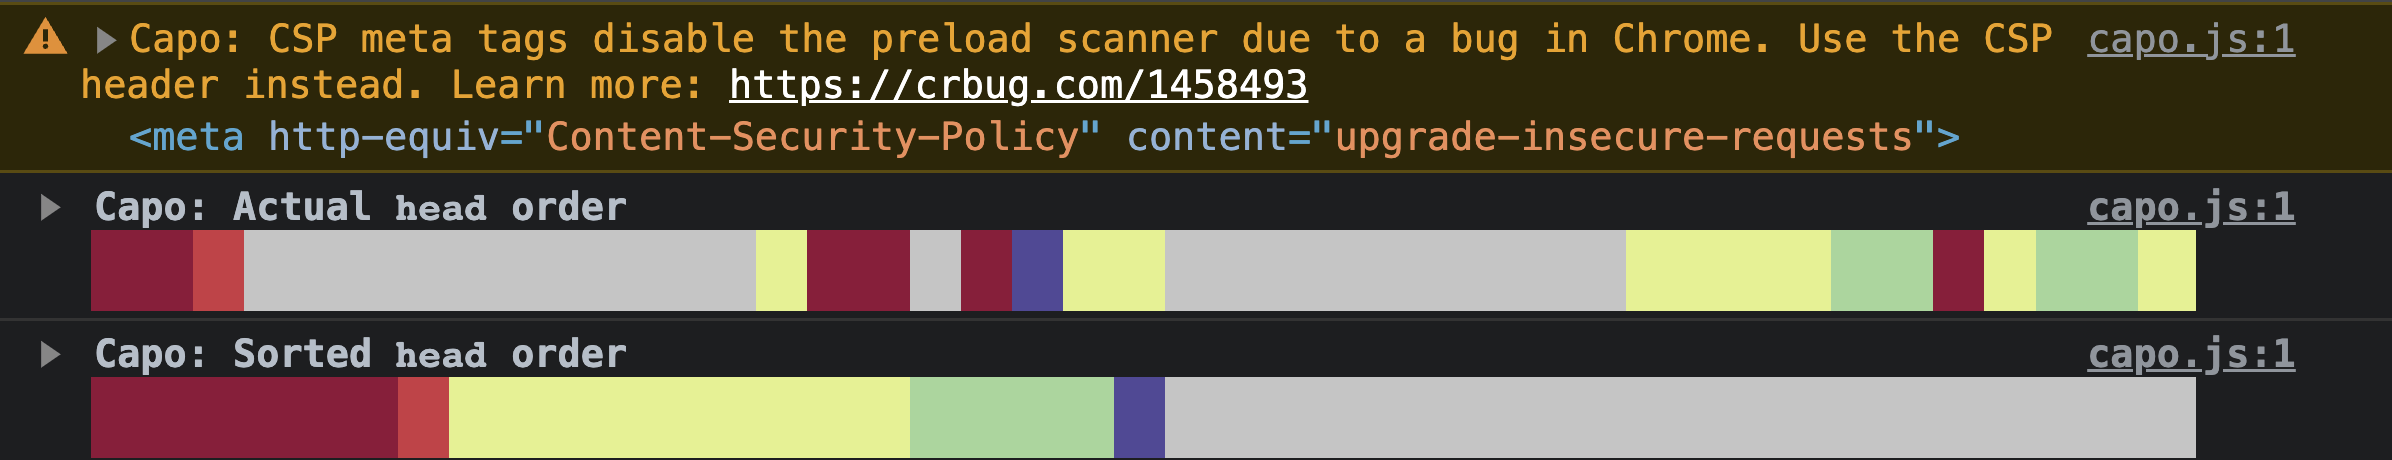 Capo: CSP meta tags disable the preload scanner due to a bug in Chrome. Use the CSP capo.js:1
header instead. Learn more: https://crbug.com/1458493
<meta http-equiv="Content-Security-Policy" content="upgrade-insecure-requests">
Capo: Actual head order capo.js:1
Capo: Sorted head order capo.js:1